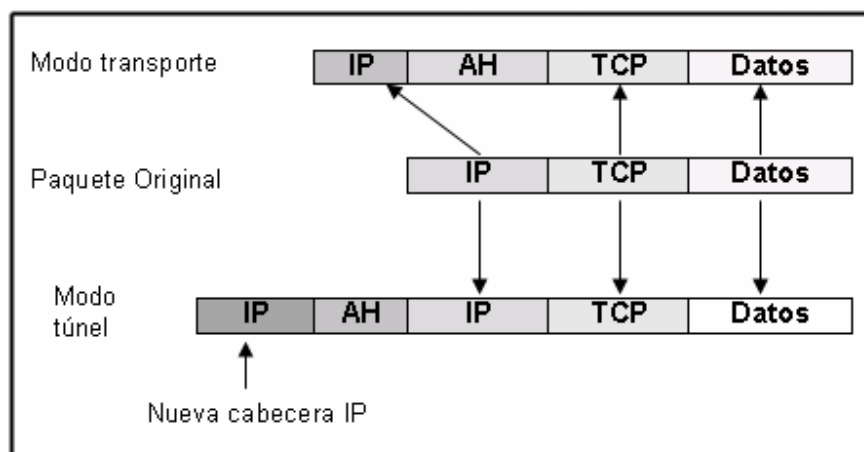 Modo transporte IP AH TCP Datos
Paquete Original IP TCP Datos
Modo
túnel
IP AH IP TCP Datos
Nueva cabecera IP